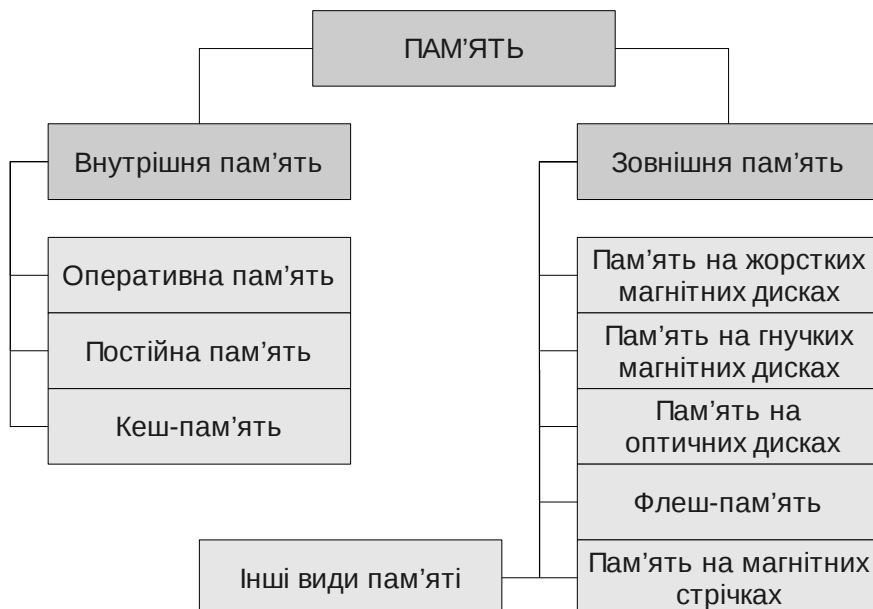 ПАМ’ЯТЬ
Внутрішня пам’ять
Зовнішня пам’ять
Оперативна пам’ять
Постійна пам’ять
Кеш-пам’ять
Пам’ять на жорстких
магнітних дисках
Пам’ять на гнучких
магнітних дисках
Пам’ять на
оптичних дисках
Флеш-пам’ять
Пам’ять на магнітних
стрічках
Інші види пам’яті